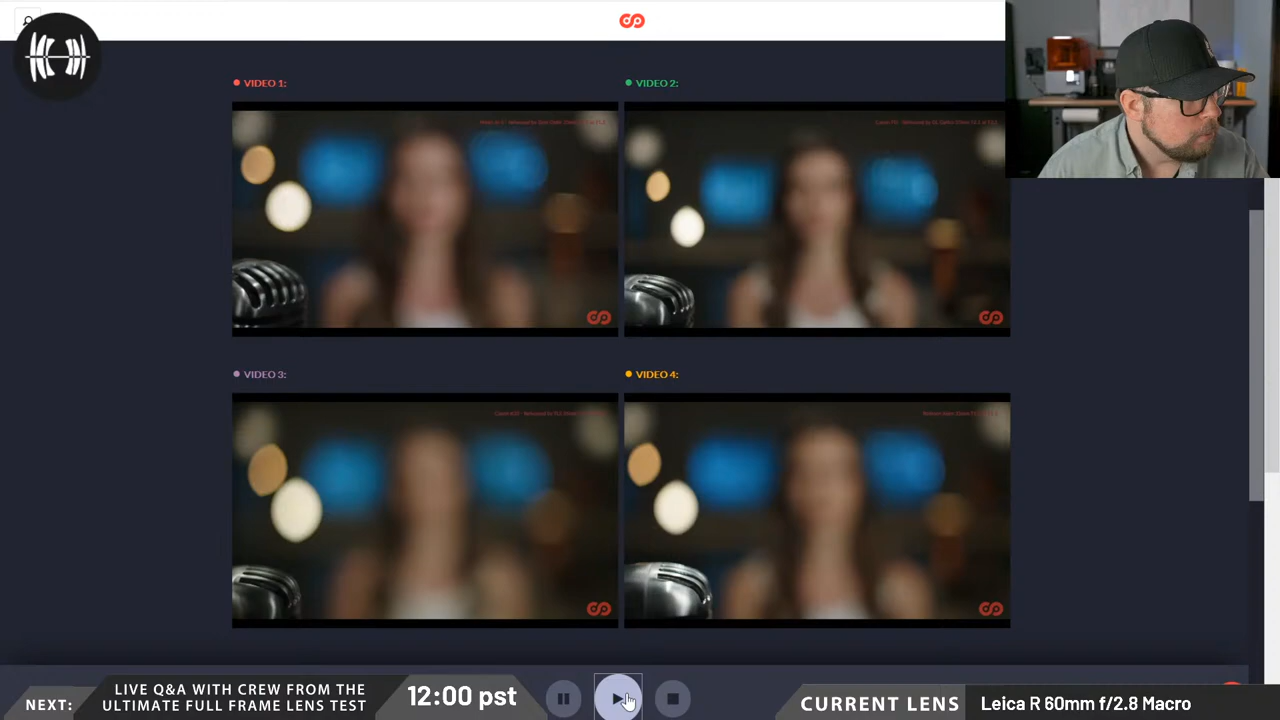 VIDEO 1:
VIDEO 2:
VIDEO 3:
VIDEO 4:
NEXT:
LIVE Q&A WITH CREW FROM THE
ULTIMATE FULL FRAME LENS TEST
12:00 pst
CURRENT LENS
Leica R 60mm f/2.8 Macro